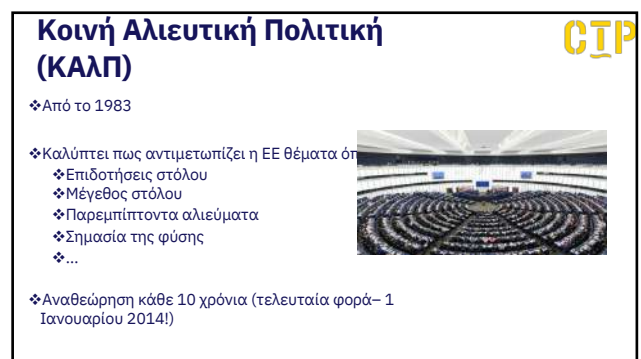 Κοινή Αλιευτική Πολιτική
(ΚΑλΠ)
CTP
❖Από το 1983
❖Καλύπτει πως αντιμετωπίζει η ΕΕ θέματα όπ
❖Επιδοτήσεις στόλου
❖Μέγεθος στόλου
❖Παρεμπίπτοντα αλιεύματα
❖Σημασία της φύσης
❖...
❖Αναθεώρηση κάθε 10 χρόνια (τελευταία φορά– 1
Ιανουαρίου 2014!)